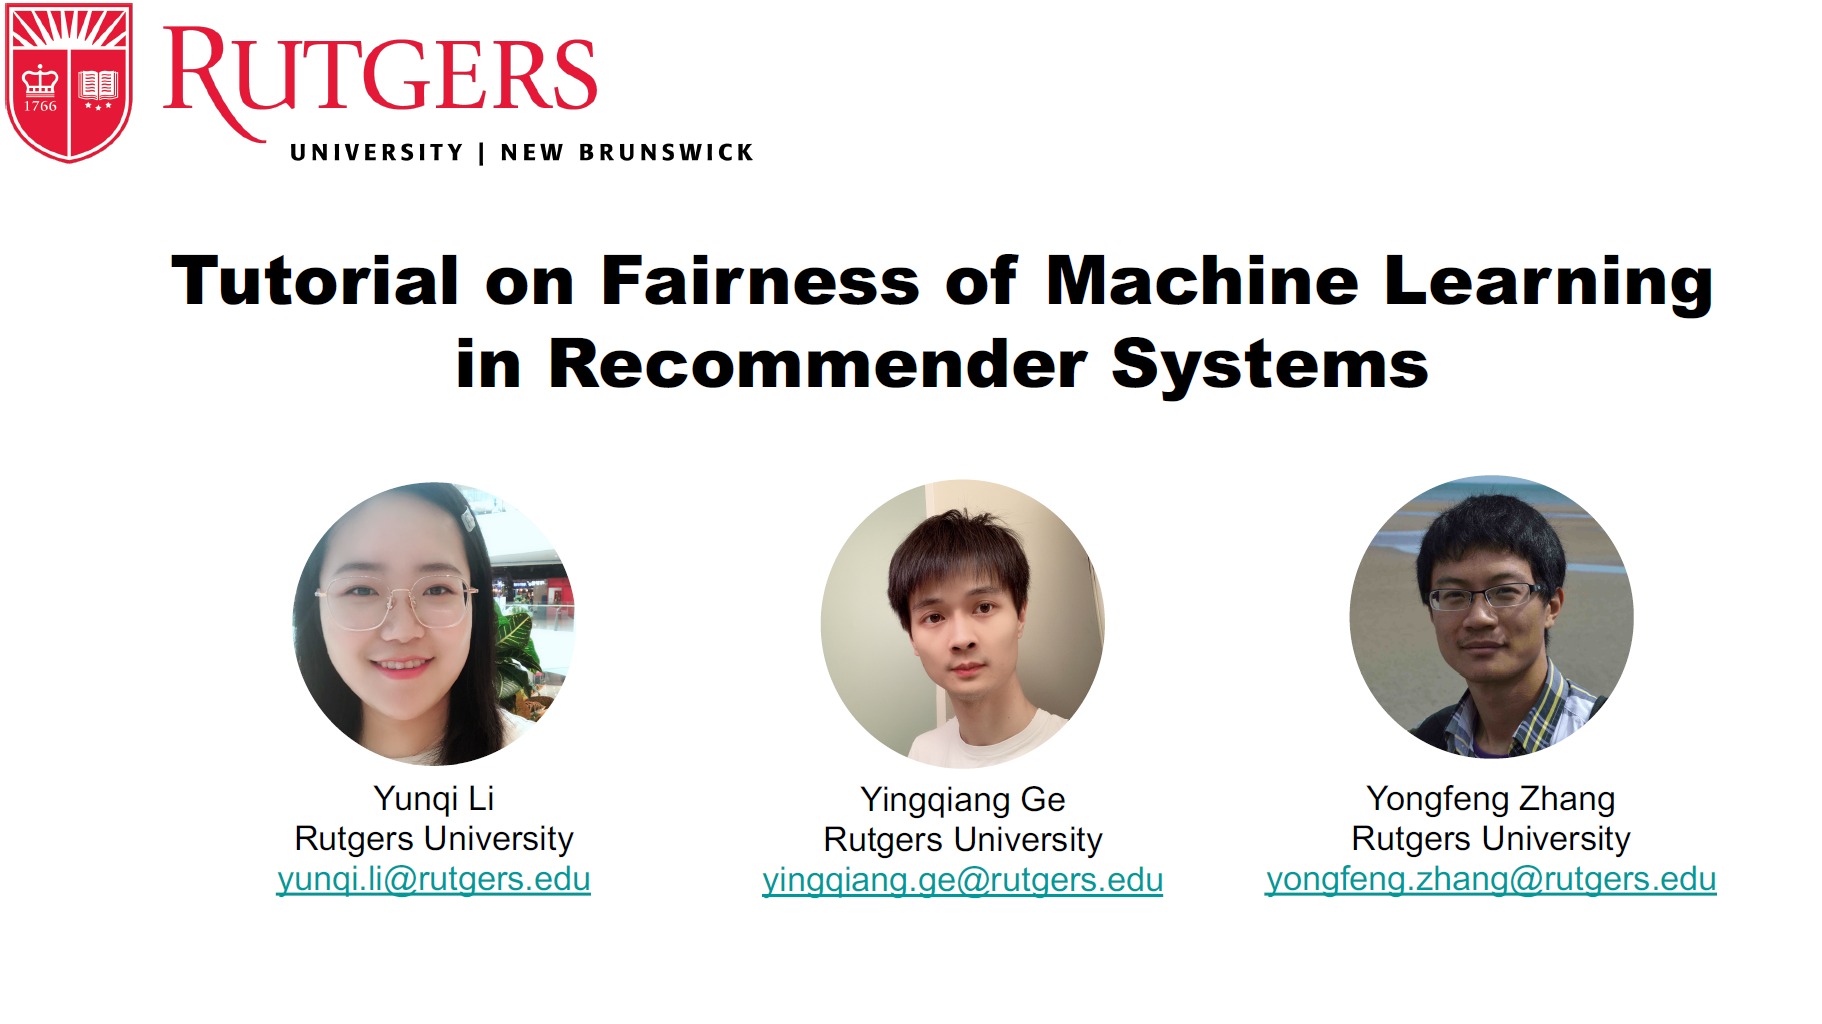 1766
RUTGERS
UNIVERSITY | NEW BRUNSWICK
Tutorial on Fairness of Machine Learning
in Recommender Systems
Yunqi Li
Rutgers University
yunqi.li@rutgers.edu
Yingqiang Ge
Rutgers University
yingqiang.ge@rutgers.edu
Yongfeng Zhang
Rutgers University
yongfeng.zhang@rutgers.edu